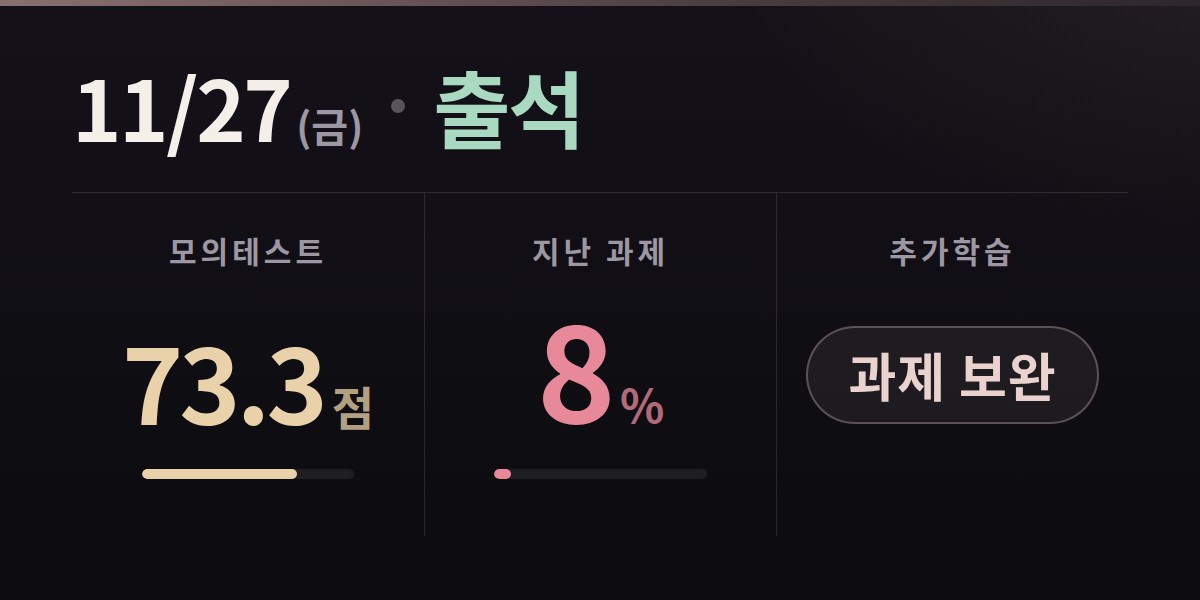 11/27(금) • 출석
모의테스트
73.3점
지난 과제
8%
추가학습
과제 보완